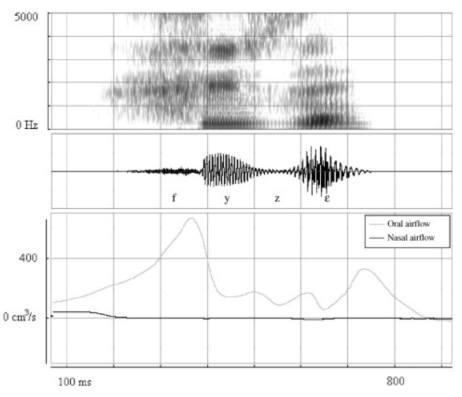 5000
0 Hz
f y z ɛ
Oral airflow
Nasal airflow
400
0 cm³/s
100 ms 800